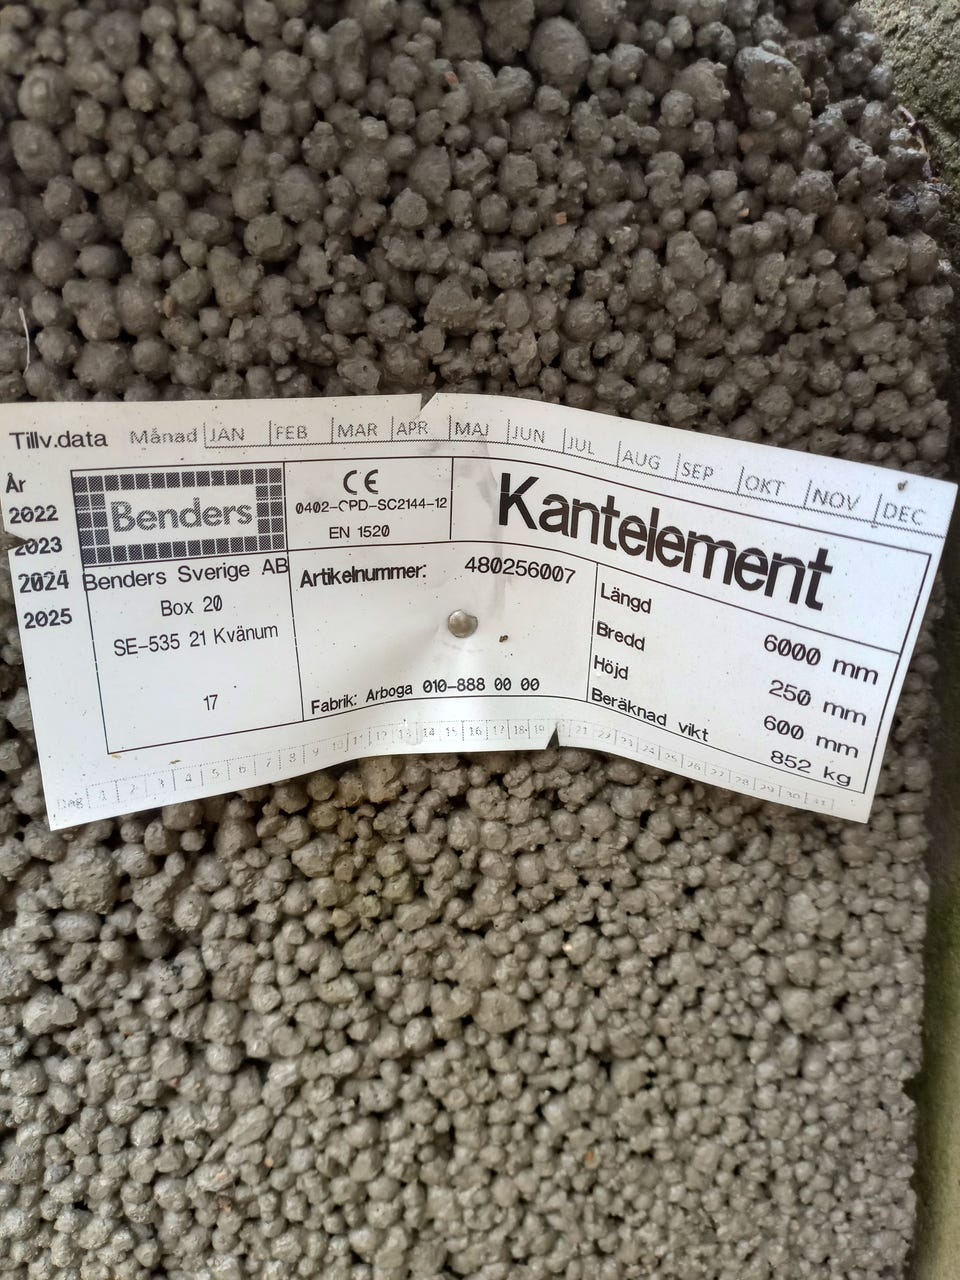 Tillv.data Månad JAN FEB MAR APR MAJ JUN JUL AUG SEP OKT NOV DEC
År
2022
2023
2024
2025
Benders
Benders Sverige AB
Box 20
SE-535 21 Kvänum
17
CE
0402-CPD-SC2144-12
EN 1520
Kantelement
Artikelnummer: 480256007
Fabrik: Arboga 010-888 00 00
Längd 6000 mm
Bredd 250 mm
Höjd 600 mm
Beräknad vikt 852 kg
Dag 1 2 3 4 5 6 7 8 9 10 11 12 13 14 15 16 17 18 19 21 22 23 24 25 26 27 28 29 30 31